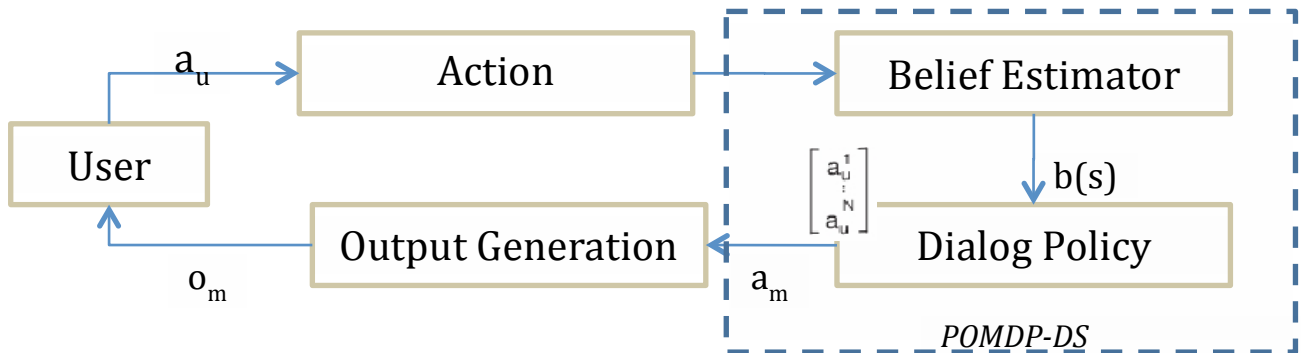 a_u
Action
Belief Estimator
User
[a_u^1
:
a_u^N]
b(s)
Output Generation
Dialog Policy
o_m
a_m
POMDP-DS